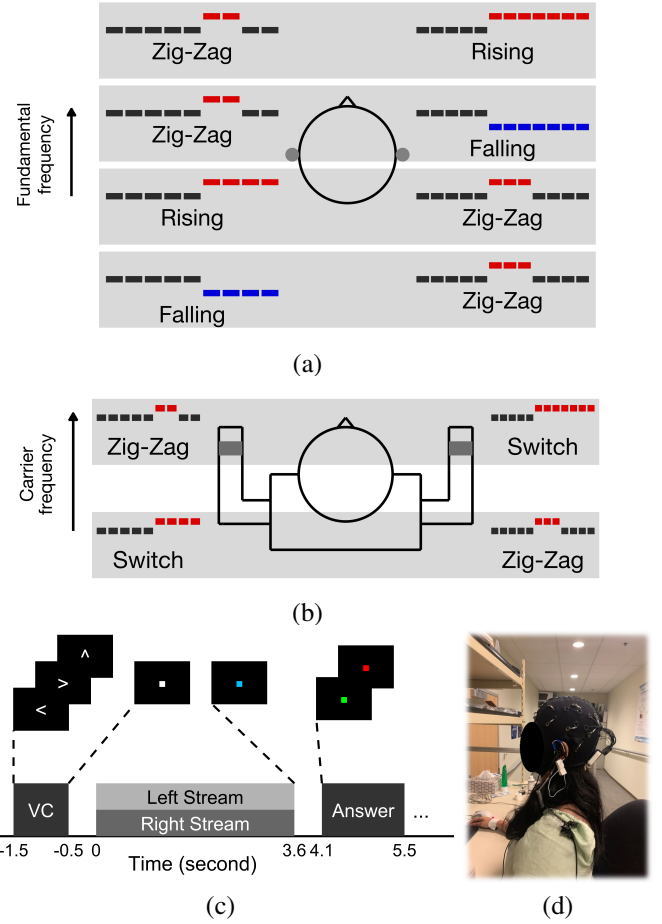 Zig-Zag
Rising
Zig-Zag
Falling
Rising
Zig-Zag
Falling
Zig-Zag
Fundamental
frequency
(a)
Zig-Zag
Switch
Switch
Zig-Zag
Carrier
frequency
(b)
^
>
<
VC
Left Stream
Right Stream
Answer
...
-1.5
-0.5
0
3.6
4.1
5.5
Time (second)
(c)
(d)